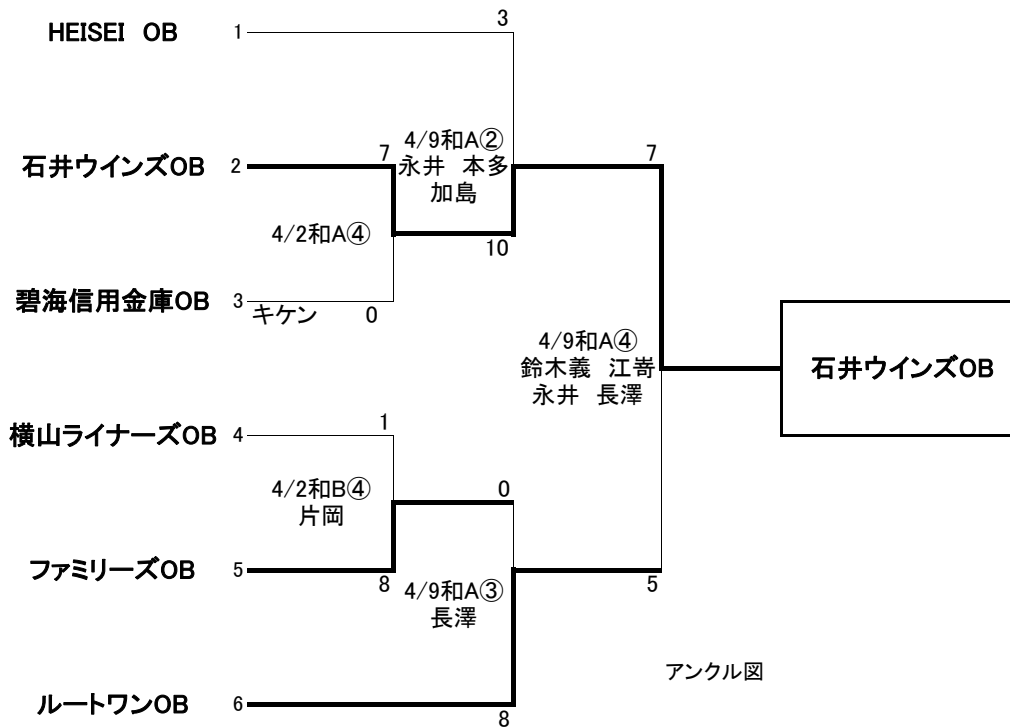 HEISEI OB 1 3
石井ウインズOB 2 7
4/9和A②
永井 本多
加島
7
4/2和A④
10
碧海信用金庫OB 3 キケン 0
4/9和A④
鈴木義 江嵜
永井 長澤
石井ウインズOB
横山ライナーズOB 4 1
4/2和B④
片岡
0
ファミリーズOB 5 8
4/9和A③
長澤
5
アンクル図
ルートワンOB 6 8